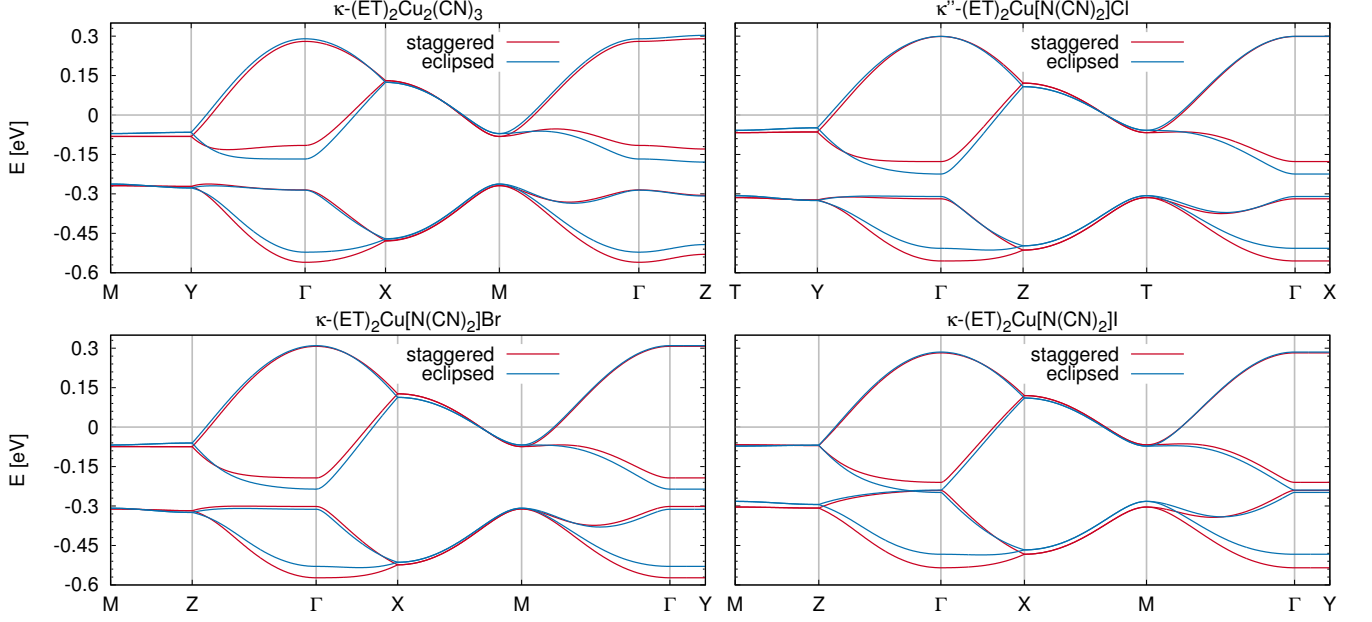 κ-(ET)₂Cu₂(CN)₃
E [eV]
0.3
0.15
0
-0.15
-0.3
-0.45
-0.6
staggered
eclipsed
M Y Γ X M Γ Z
κ''-(ET)₂Cu[N(CN)₂]Cl
staggered
eclipsed
T Y Γ Z T Γ X
κ-(ET)₂Cu[N(CN)₂]Br
E [eV]
0.3
0.15
0
-0.15
-0.3
-0.45
-0.6
staggered
eclipsed
M Z Γ X M Γ Y
κ-(ET)₂Cu[N(CN)₂]I
staggered
eclipsed
M Z Γ X M Γ Y